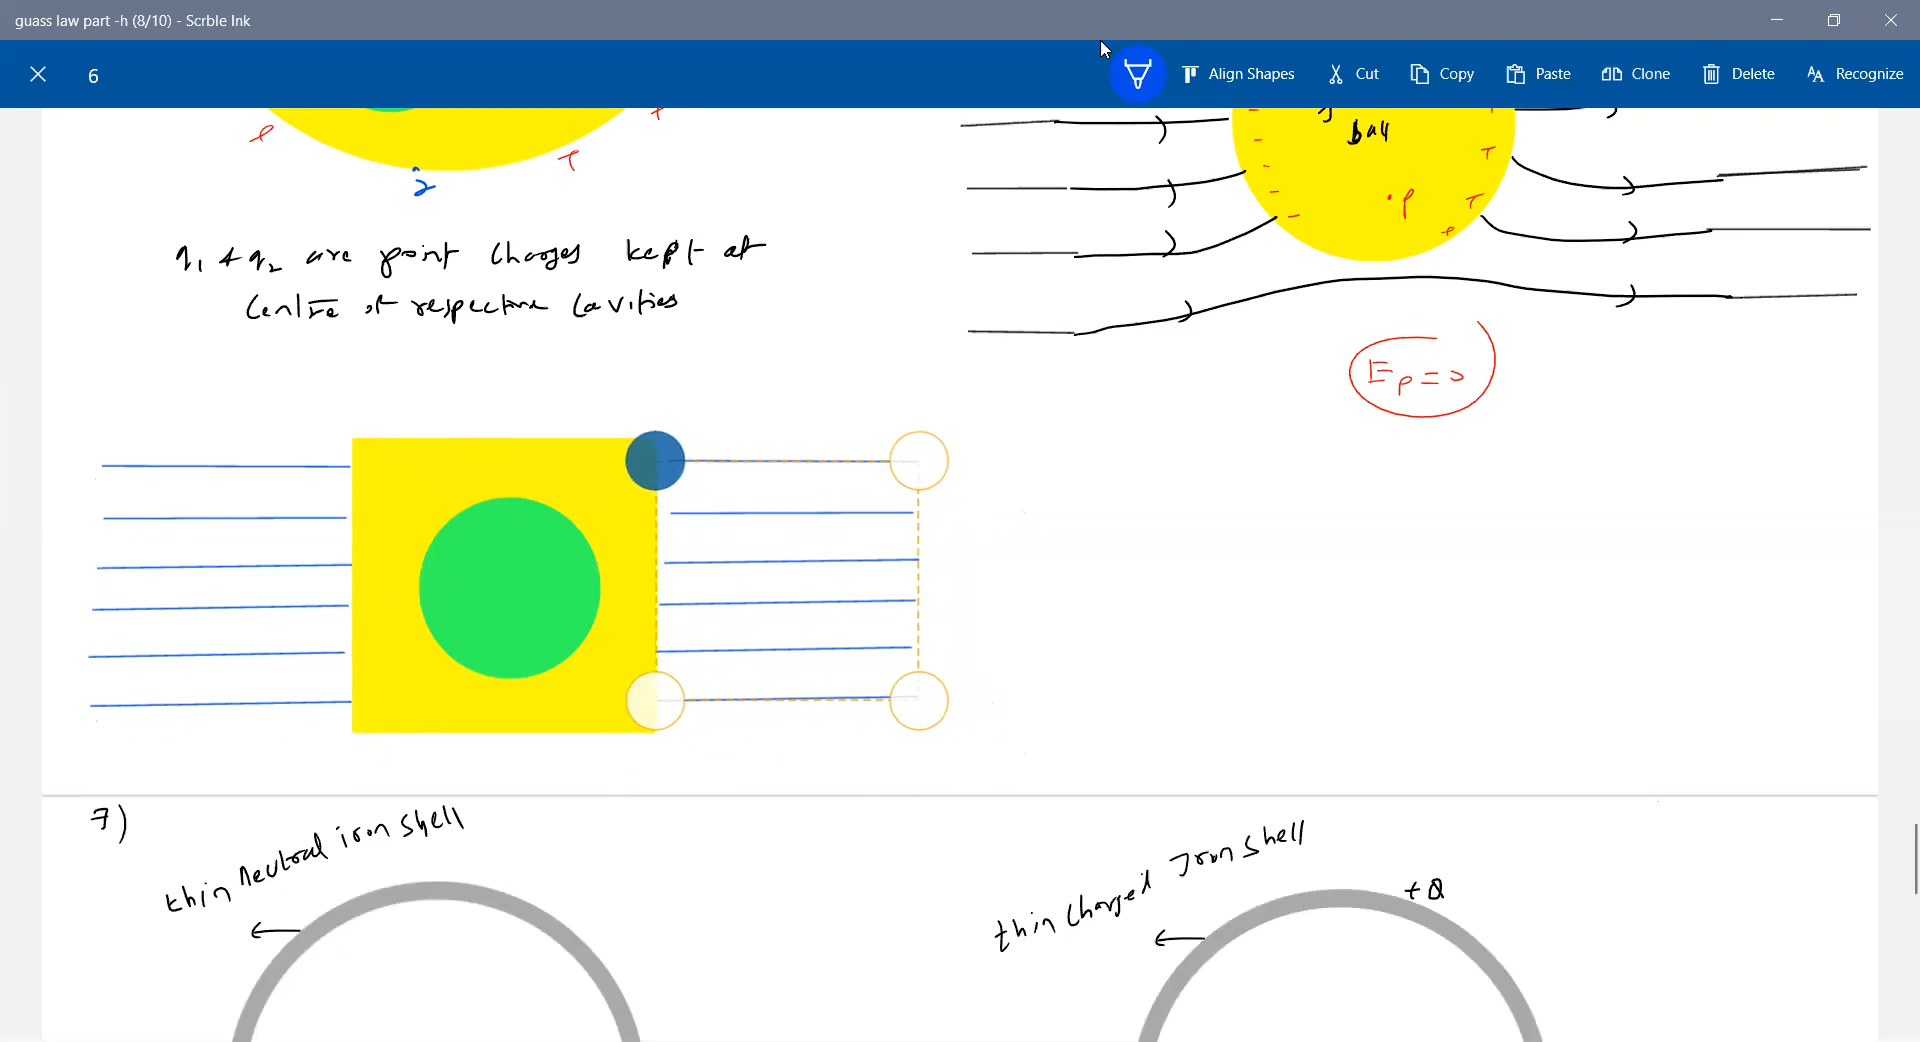 guass law part -h (8/10) - Scrble Ink
6
Align Shapes
Cut
Copy
Paste
Clone
Delete
Recognize
ball
P
2
q1 & q2 are point charges kept at
centre of respective cavities
Ep = 0
7)
thin neutral iron shell
thin charged Iron shell
+Q